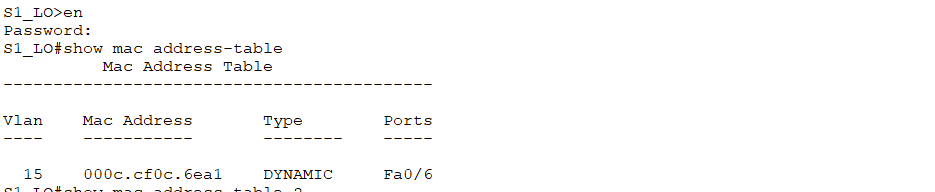 S1_LO>en
Password:
S1_LO#show mac address-table
Mac Address Table
-------------------------------------------
Vlan    Mac Address       Type        Ports
----    -----------       --------    -----
15    000c.cf0c.6ea1    DYNAMIC     Fa0/6
S1_LO#show mac address-table ?